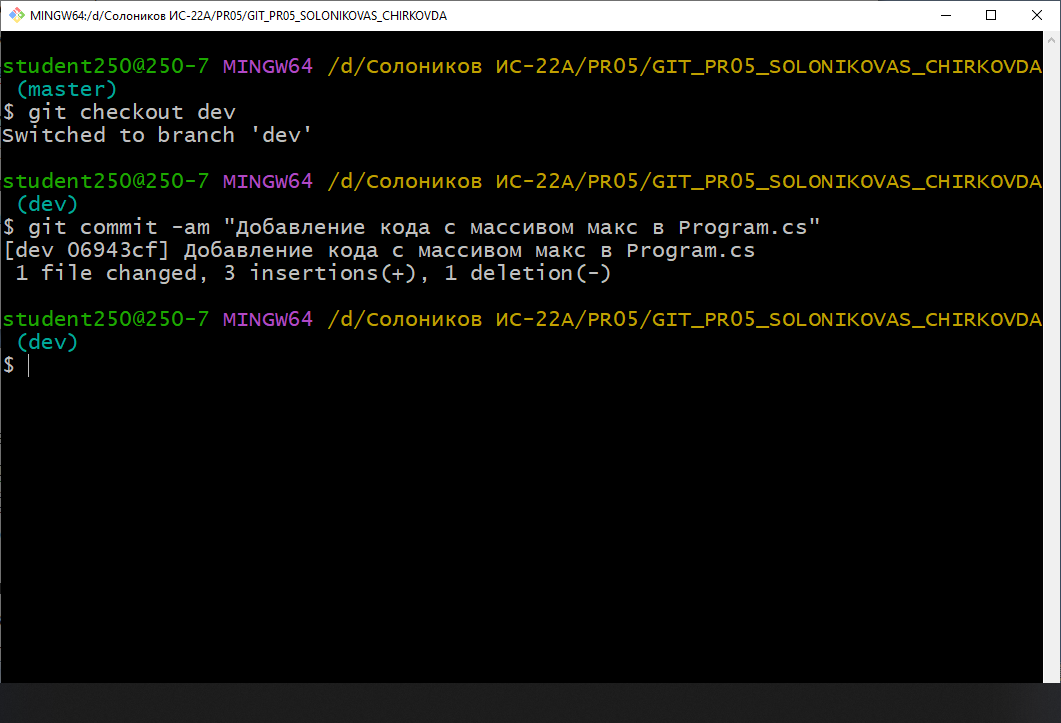 MINGW64:/d/Солоников ИС-22А/PR05/GIT_PR05_SOLONIKOVAS_CHIRKOVDA
student250@250-7 MINGW64 /d/Солоников ИС-22А/PR05/GIT_PR05_SOLONIKOVAS_CHIRKOVDA
(master)
$ git checkout dev
Switched to branch 'dev'
student250@250-7 MINGW64 /d/Солоников ИС-22А/PR05/GIT_PR05_SOLONIKOVAS_CHIRKOVDA
(dev)
$ git commit -am "Добавление кода с массивом макс в Program.cs"
[dev 06943cf] Добавление кода с массивом макс в Program.cs
1 file changed, 3 insertions(+), 1 deletion(-)
student250@250-7 MINGW64 /d/Солоников ИС-22А/PR05/GIT_PR05_SOLONIKOVAS_CHIRKOVDA
(dev)
$